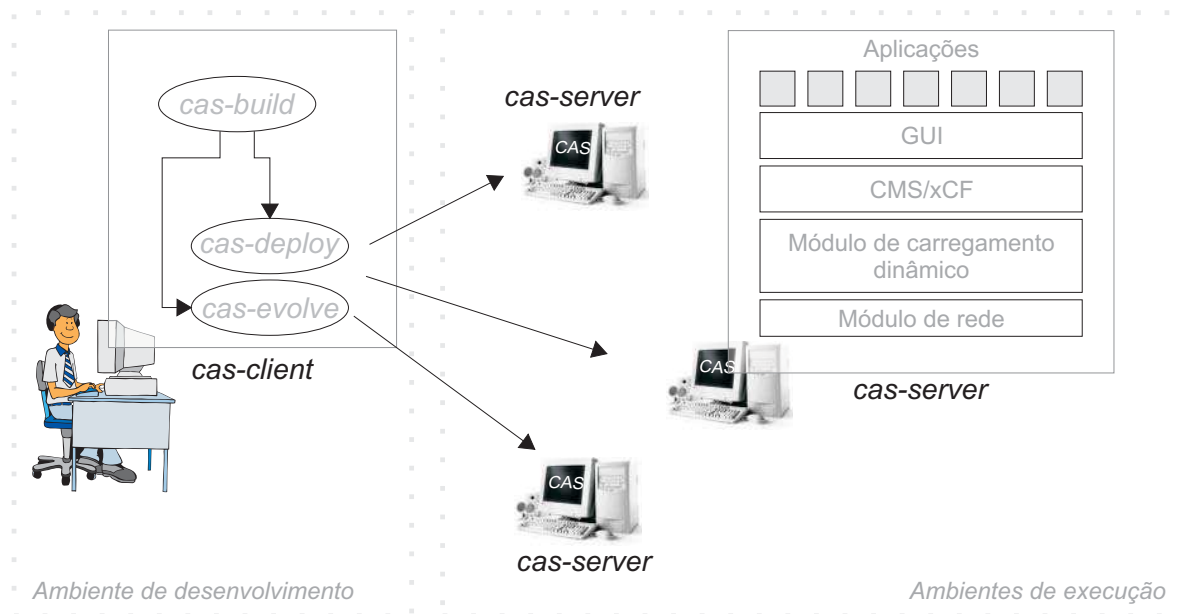 cas-build
cas-deploy
cas-evolve
cas-client
cas-server
CAS
CAS
cas-server
CAS
cas-server
Aplicações
GUI
CMS/xCF
Módulo de carregamento
dinâmico
Módulo de rede
Ambiente de desenvolvimento
Ambientes de execução